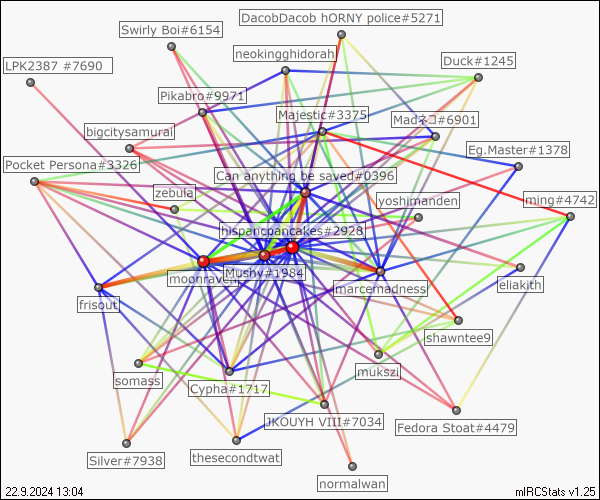 DacobDacob hORNY police#5271
Swirly Boi#6154
neokingghidorah
Duck#1245
LPK2387 #7690
Pikabro#9971
Majestic#3375
Madネコ#6901
bigcitysamurai
Eg.Master#1378
Pocket Persona#3326
Can anything be saved#0396
zebula
yoshimanden
ming#4742
hispancpancakes#2928
moonraven
Mushy#1984
eliakith
marcemadness
frisout
shawntee9
mukszi
somass
Cypha#1717
JKOUYH VIII#7034
Fedora Stoat#4479
Silver#7938
thesecondtwat
normalwan
22.9.2024 13:04
mIRCStats v1.25